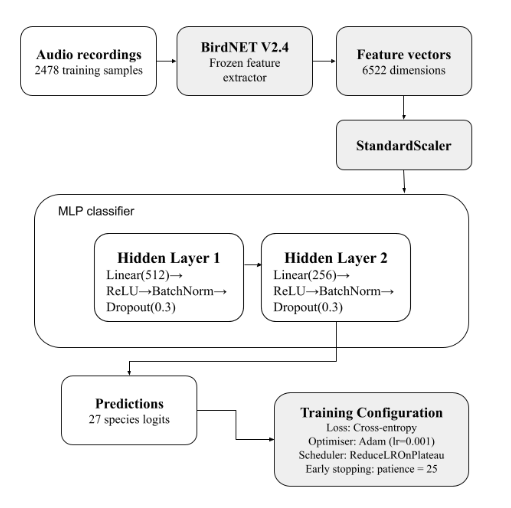 Audio recordings
2478 training samples
BirdNET V2.4
Frozen feature
extractor
Feature vectors
6522 dimensions
StandardScaler
MLP classifier
Hidden Layer 1
Linear(512)→
ReLU→BatchNorm→
Dropout(0.3)
Hidden Layer 2
Linear(256)→
ReLU→BatchNorm→
Dropout(0.3)
Predictions
27 species logits
Training Configuration
Loss: Cross-entropy
Optimiser: Adam (lr=0.001)
Scheduler: ReduceLROnPlateau
Early stopping: patience = 25